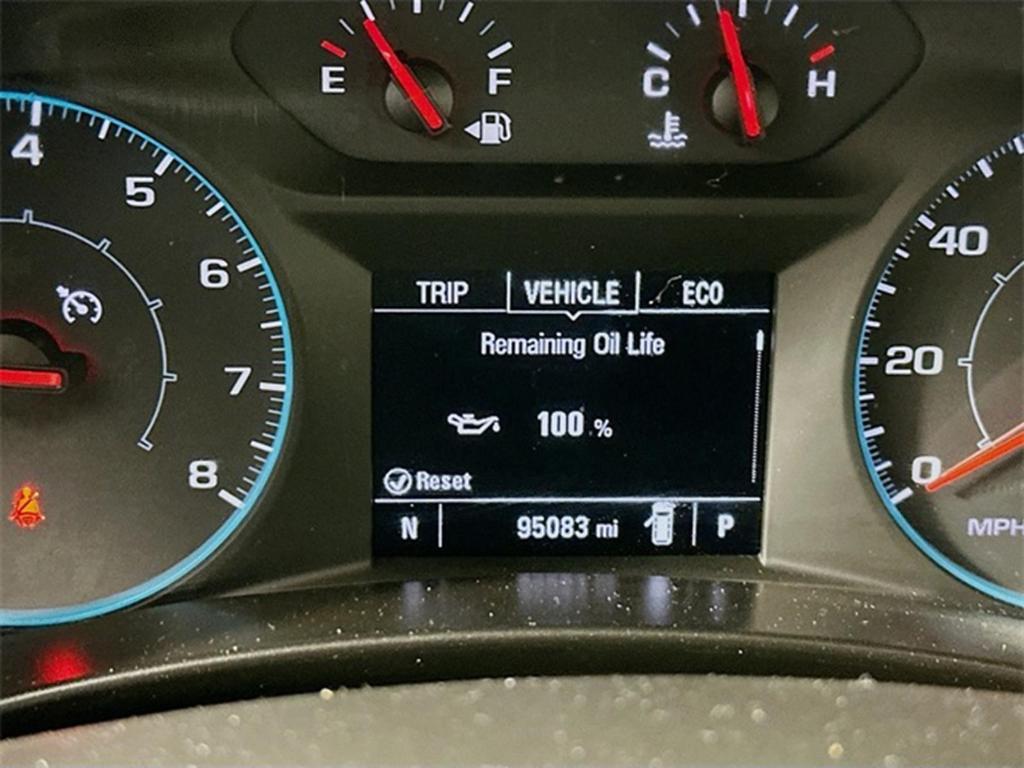 E F
C H
4
5
6
7
8
TRIP VEHICLE ECO
Remaining Oil Life
100 %
Reset
N 95083 mi P
40
20
0
MPH